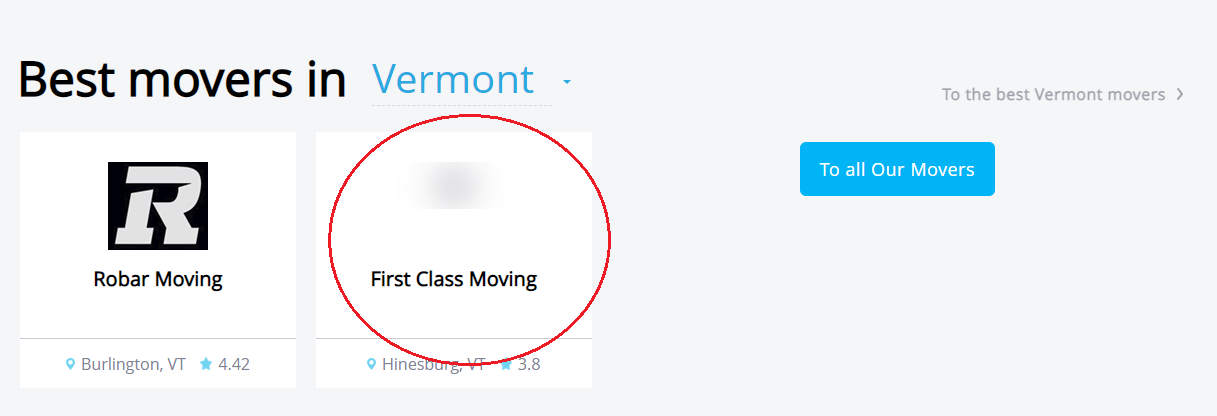 Best movers in Vermont
To the best Vermont movers
To all Our Movers
R
Robar Moving
First Class Moving
Burlington, VT 4.42
Hinesburg, VT 3.8